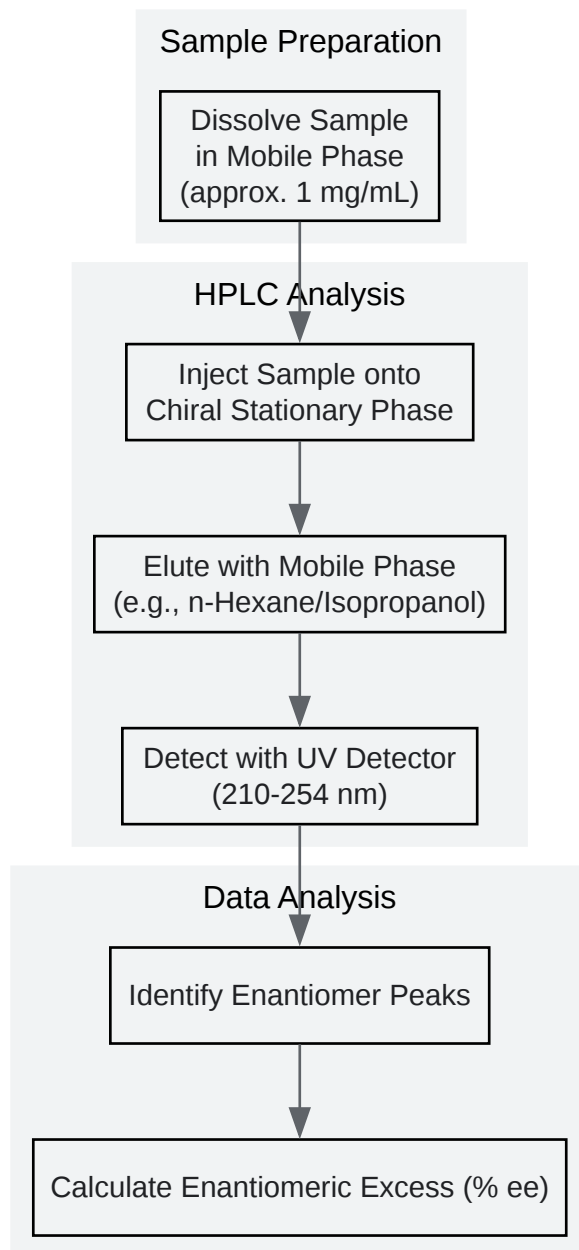 Sample Preparation
Dissolve Sample
in Mobile Phase
(approx. 1 mg/mL)
HPLC Analysis
Inject Sample onto
Chiral Stationary Phase
Elute with Mobile Phase
(e.g., n-Hexane/Isopropanol)
Detect with UV Detector
(210-254 nm)
Data Analysis
Identify Enantiomer Peaks
Calculate Enantiomeric Excess (% ee)